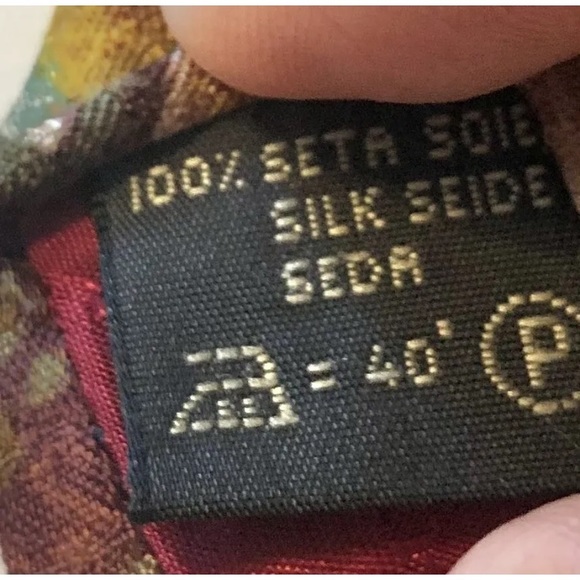 100% SETA SOIE
SILK SEIDE
SEDA
= 40°
P